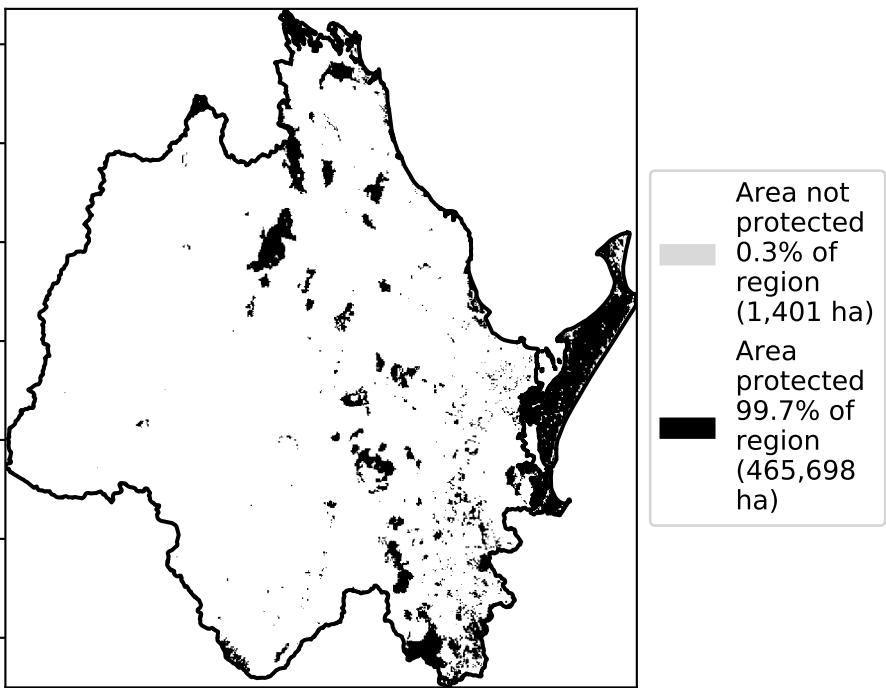 Area not
protected
0.3% of
region
(1,401 ha)
Area
protected
99.7% of
region
(465,698
ha)